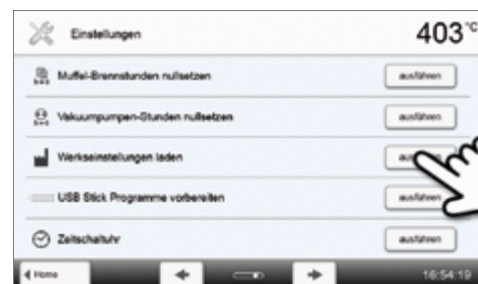 Einstellungen 403 °C
Muffel-Brennstunden nullsetzen ausführen
Vakuumpumpen-Stunden nullsetzen ausführen
Werkseinstellungen laden
USB Stick Programme vorbereiten ausführen
Zeitschaltuhr ausführen
Home 16:54:19